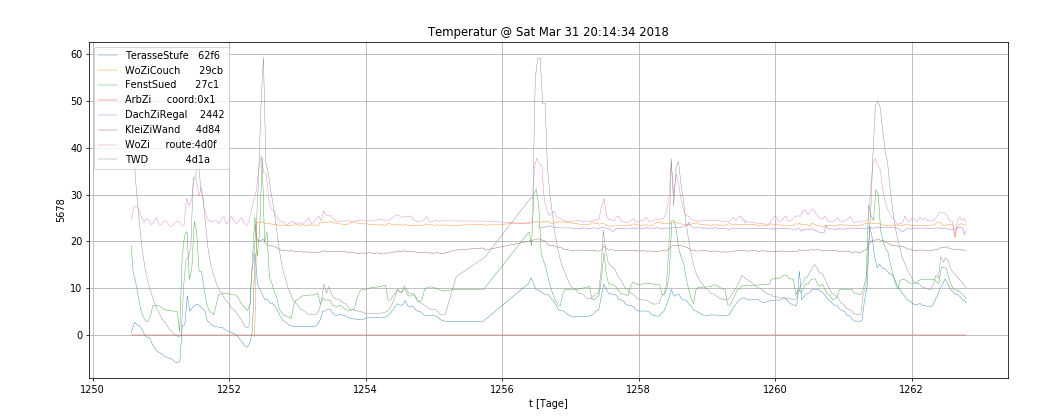 Temperatur @ Sat Mar 31 20:14:34 2018
60
50
40
30
20
10
0
5678
TerasseStufe 62f6
WoZiCouch 29cb
FenstSued 27c1
ArbZi coord:0x1
DachZiRegal 2442
KleiZiWand 4d84
WoZi route:4d0f
TWD 4d1a
1250 1252 1254 1256 1258 1260 1262
t [Tage]